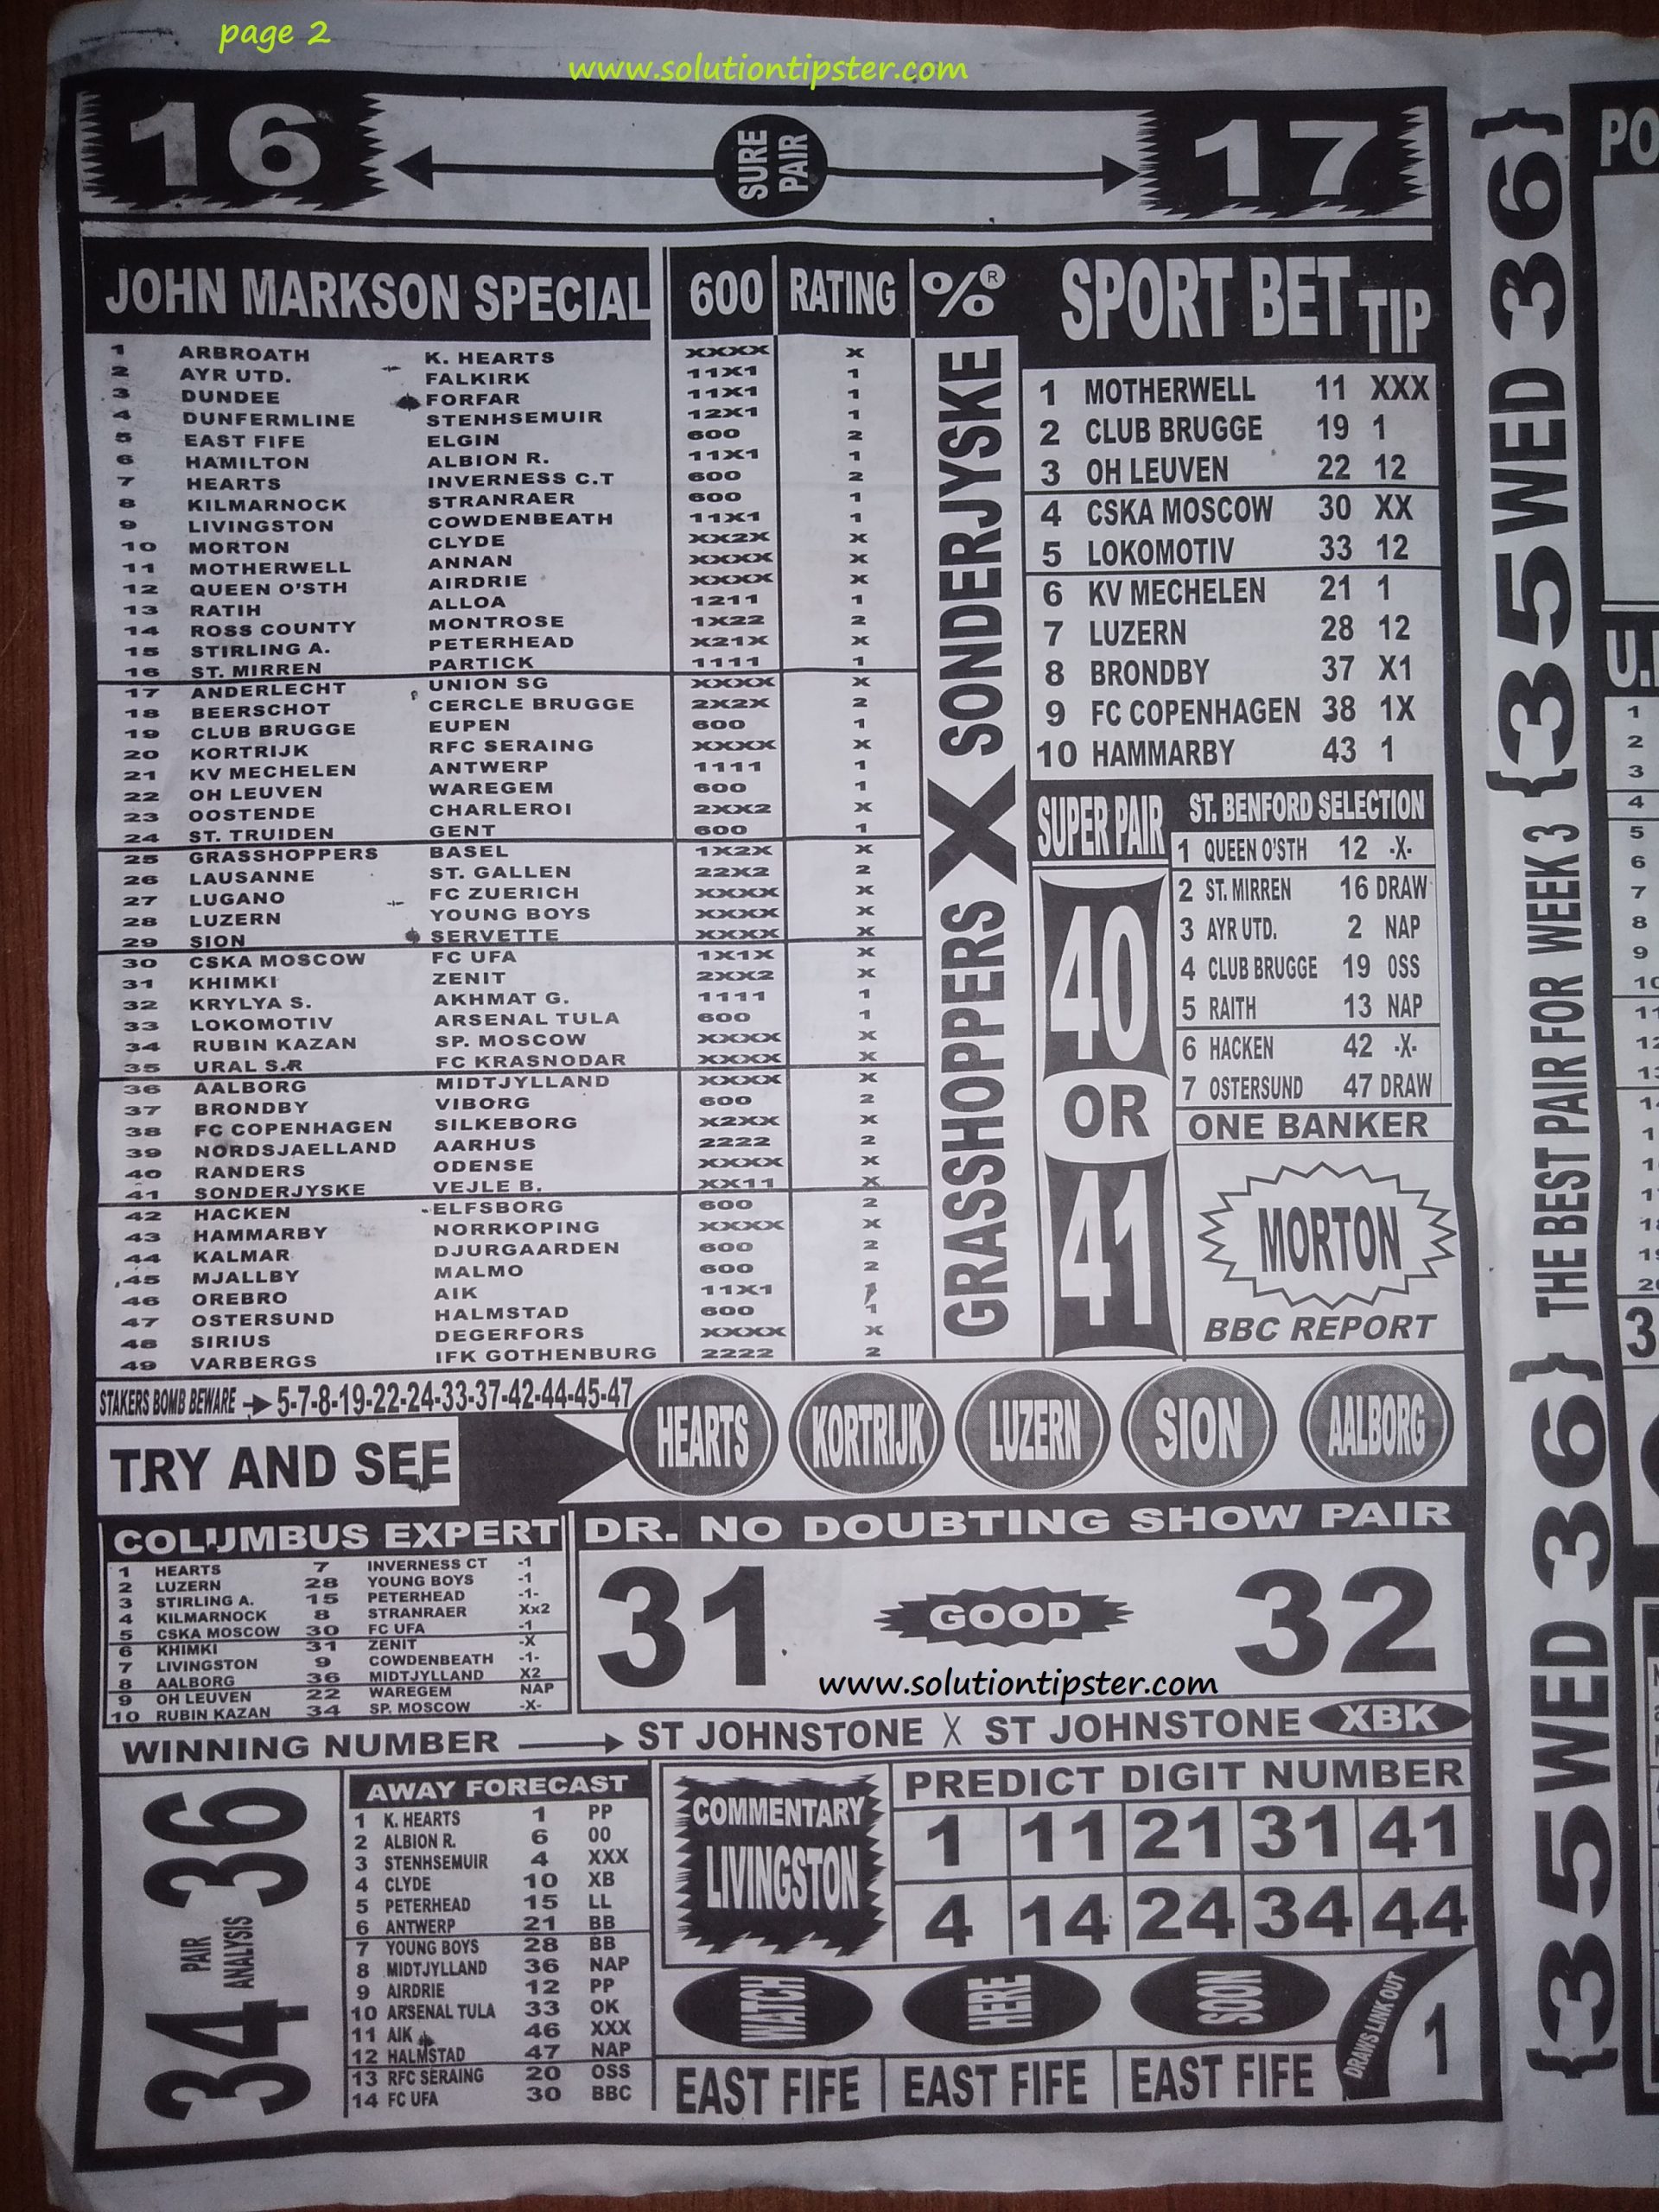 page 2
www.solutiontipster.com
16 SURE PAIR 17
JOHN MARKSON SPECIAL 600 RATING %®
1 ARBROATH K. HEARTS XXXX X
2 AYR UTD. FALKIRK 11X1 1
3 DUNDEE FORFAR 11X1 1
4 DUNFERMLINE STENHSEMUIR 12X1 1
5 EAST FIFE ELGIN 600 2
6 HAMILTON ALBION R. 11X1 1
7 HEARTS INVERNESS C.T 600 2
8 KILMARNOCK STRANRAER 600 1
9 LIVINGSTON COWDENBEATH 11X1 1
10 MORTON CLYDE XX2X X
11 MOTHERWELL ANNAN XXXX X
12 QUEEN O'STH AIRDRIE XXXX X
13 RATIH ALLOA 1211 1
14 ROSS COUNTY MONTROSE 1X22 2
15 STIRLING A. PETERHEAD X21X X
16 ST. MIRREN PARTICK 1111 1
17 ANDERLECHT UNION SG XXXX X
18 BEERSCHOT CERCLE BRUGGE 2X2X 2
19 CLUB BRUGGE EUPEN 600 1
20 KORTRIJK RFC SERAING XXXX X
21 KV MECHELEN ANTWERP 1111 1
22 OH LEUVEN WAREGEM 600 1
23 OOSTENDE CHARLEROI 2XX2 X
24 ST. TRUIDEN GENT 600 1
25 GRASSHOPPERS BASEL 1X2X X
26 LAUSANNE ST. GALLEN 22X2 2
27 LUGANO FC ZUERICH XXXX X
28 LUZERN YOUNG BOYS XXXX X
29 SION SERVETTE XXXX X
30 CSKA MOSCOW FC UFA 1X1X X
31 KHIMKI ZENIT 2XX2 X
32 KRYLYA S. AKHMAT G. 1111 1
33 LOKOMOTIV ARSENAL TULA 600 1
34 RUBIN KAZAN SP. MOSCOW XXXX X
35 URAL S.R FC KRASNODAR XXXX X
36 AALBORG MIDTJYLLAND XXXX X
37 BRONDBY VIBORG 600 2
38 FC COPENHAGEN SILKEBORG X2XX X
39 NORDSJAELLAND AARHUS 2222 2
40 RANDERS ODENSE XXXX X
41 SONDERJYSKE VEJLE B. XX11 X
42 HACKEN ELFSBORG 600 2
43 HAMMARBY NORRKOPING XXXX X
44 KALMAR DJURGAARDEN 600 2
45 MJALLBY MALMO 600 2
46 OREBRO AIK 11X1 1
47 OSTERSUND HALMSTAD 600 1
48 SIRIUS DEGERFORS XXXX X
49 VARBERGS IFK GOTHENBURG 2222 2
GRASSHOPPERS X SONDERJYSKE
SPORT BET TIP
1 MOTHERWELL 11 XXX
2 CLUB BRUGGE 19 1
3 OH LEUVEN 22 12
4 CSKA MOSCOW 30 XX
5 LOKOMOTIV 33 12
6 KV MECHELEN 21 1
7 LUZERN 28 12
8 BRONDBY 37 X1
9 FC COPENHAGEN 38 1X
10 HAMMARBY 43 1
SUPER PAIR
40
OR
41
ST. BENFORD SELECTION
1 QUEEN O'STH 12 -X-
2 ST. MIRREN 16 DRAW
3 AYR UTD. 2 NAP
4 CLUB BRUGGE 19 OSS
5 RAITH 13 NAP
6 HACKEN 42 -X-
7 OSTERSUND 47 DRAW
ONE BANKER
MORTON
BBC REPORT
STAKERS BOMB BEWARE 5-7-8-19-22-24-33-37-42-44-45-47
TRY AND SEE
HEARTS KORTRIJK LUZERN SION AALBORG
COLUMBUS EXPERT
1 HEARTS 7 INVERNESS CT -1
2 LUZERN 28 YOUNG BOYS -1
3 STIRLING A. 15 PETERHEAD -1-
4 KILMARNOCK 8 STRANRAER Xx2
5 CSKA MOSCOW 30 FC UFA -1
6 KHIMKI 31 ZENIT -X
7 LIVINGSTON 9 COWDENBEATH -1-
8 AALBORG 36 MIDTJYLLAND X2
9 OH LEUVEN 22 WAREGEM NAP
10 RUBIN KAZAN 34 SP. MOSCOW -X-
DR. NO DOUBTING SHOW PAIR
31 GOOD 32
www.solutiontipster.com
WINNING NUMBER ST JOHNSTONE X ST JOHNSTONE XBK
34 PAIR ANALYSIS 36
AWAY FORECAST
1 K. HEARTS 1 PP
2 ALBION R. 6 00
3 STENHSEMUIR 4 XXX
4 CLYDE 10 XB
5 PETERHEAD 15 LL
6 ANTWERP 21 BB
7 YOUNG BOYS 28 BB
8 MIDTJYLLAND 36 NAP
9 AIRDRIE 12 PP
10 ARSENAL TULA 33 OK
11 AIK 46 XXX
12 HALMSTAD 47 NAP
13 RFC SERAING 20 OSS
14 FC UFA 30 BBC
COMMENTARY
LIVINGSTON
PREDICT DIGIT NUMBER
1 11 21 31 41
4 14 24 34 44
WATCH HERE SOON
EAST FIFE EAST FIFE EAST FIFE
DRAWS LINK OUT
1
{35 WED 36} THE BEST PAIR FOR WEEK 3 {35 WED 36}
PO
U.
1
2
3
4
5
6
7
8
9
10
11
12
13
14
19
20
3